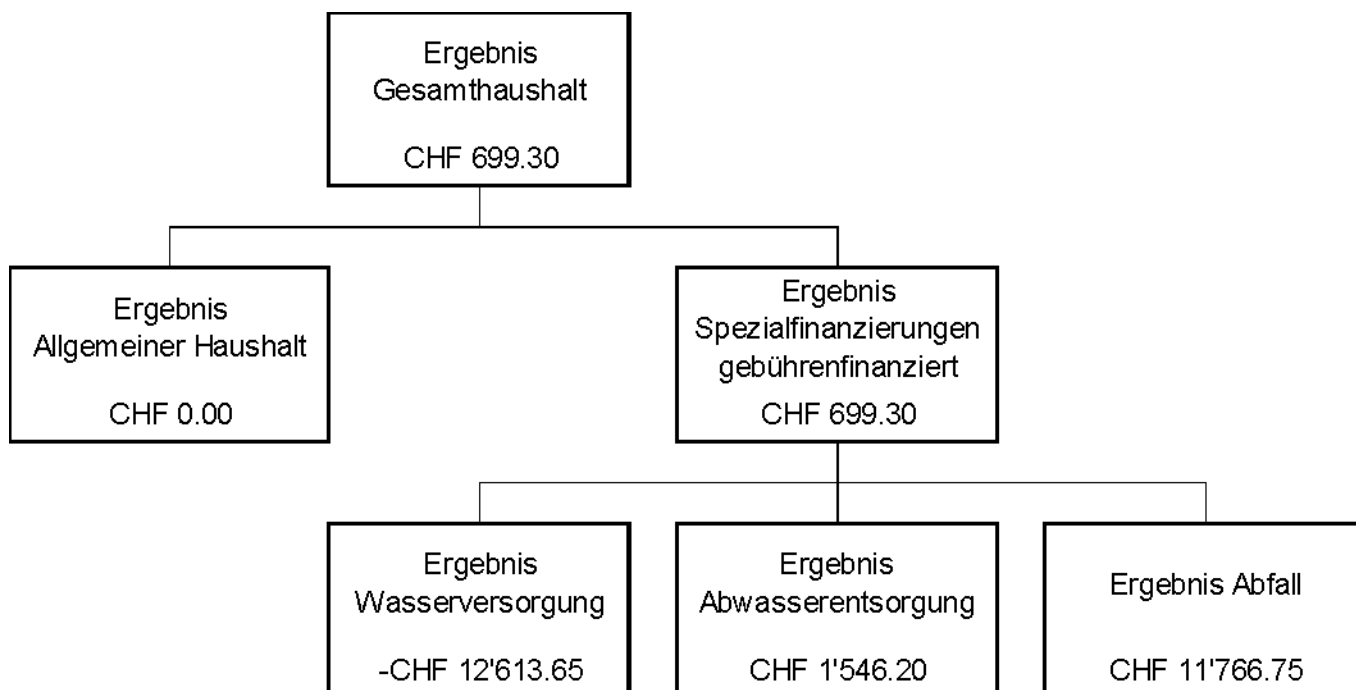 Ergebnis
Gesamthaushalt
CHF 699.30
Ergebnis
Allgemeiner Haushalt
CHF 0.00
Ergebnis
Spezialfinanzierungen
gebührenfinanziert
CHF 699.30
Ergebnis
Wasserversorgung
-CHF 12'613.65
Ergebnis
Abwasserentsorgung
CHF 1'546.20
Ergebnis Abfall
CHF 11'766.75